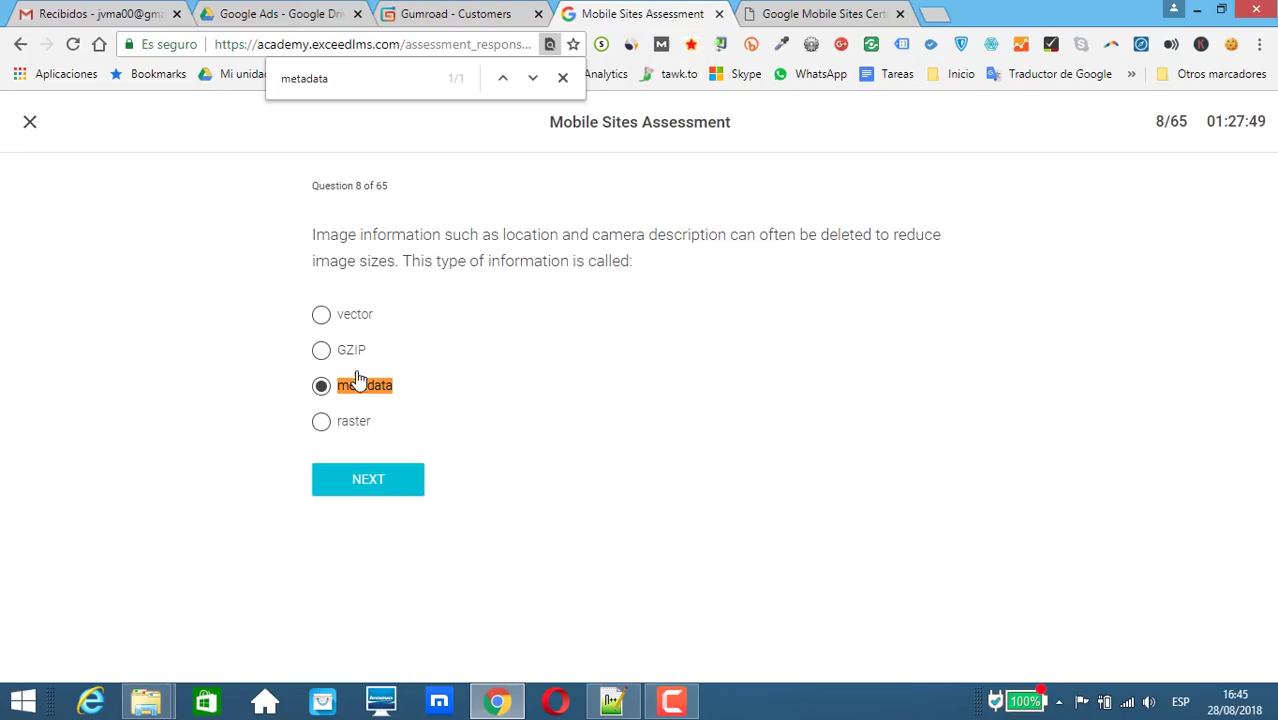 Recibidos - jvma00@gma
Google Ads - Google Dri
Gumroad - Customers
Mobile Sites Assessment
Google Mobile Sites Cert
Es seguro
https://academy.exceedlms.com/assessment_respons...
metadata
1/1
Aplicaciones
Bookmarks
Mi unida
Analytics
tawk.to
Skype
WhatsApp
Tareas
Inicio
Traductor de Google
»
Otros marcadores
Mobile Sites Assessment
8/65
01:27:49
Question 8 of 65
Image information such as location and camera description can often be deleted to reduce
image sizes. This type of information is called:
vector
GZIP
metadata
raster
NEXT
100%
ESP
16:45
28/08/2018